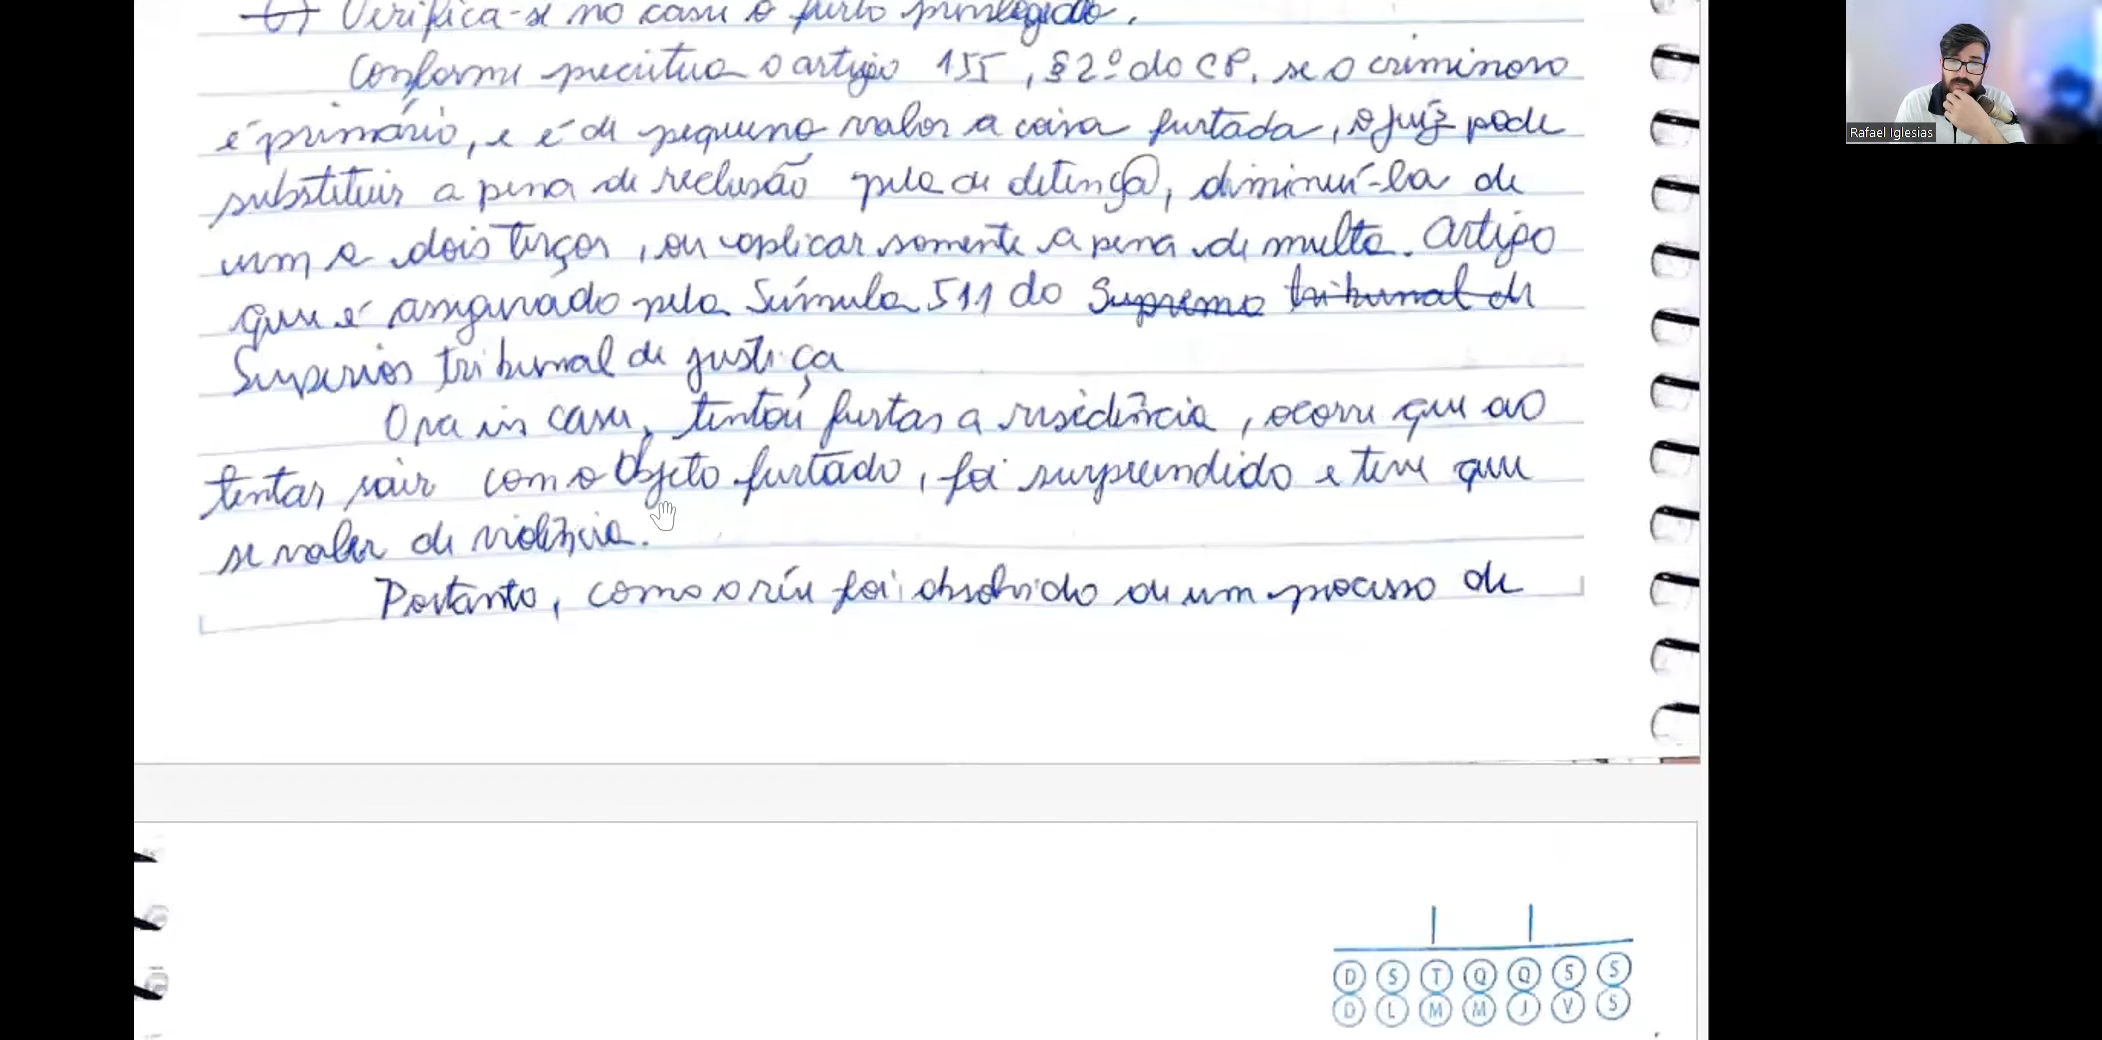 b) Verifica-se no caso o furto privilegiado.
Conforme preceitua o artigo 155, §2º do CP, se o criminoso
é primário, e é de pequeno valor a coisa furtada, o juiz pode
substituir a pena de reclusão pela de detenção, diminuí-la de
um a dois terços, ou aplicar somente a pena de multa. Artigo
que é assegurado pela Súmula 511 do Supremo tribunal de
Superior tribunal de justiça
Ora in casu, tentou furtar a residência, ocorre que ao
tentar sair com o objeto furtado, foi surpreendido e teve que
se valer de violência.
Portanto, como o réu foi absolvido de um processo de
Rafael Iglesias
D S T Q Q S S
D L M M J V S